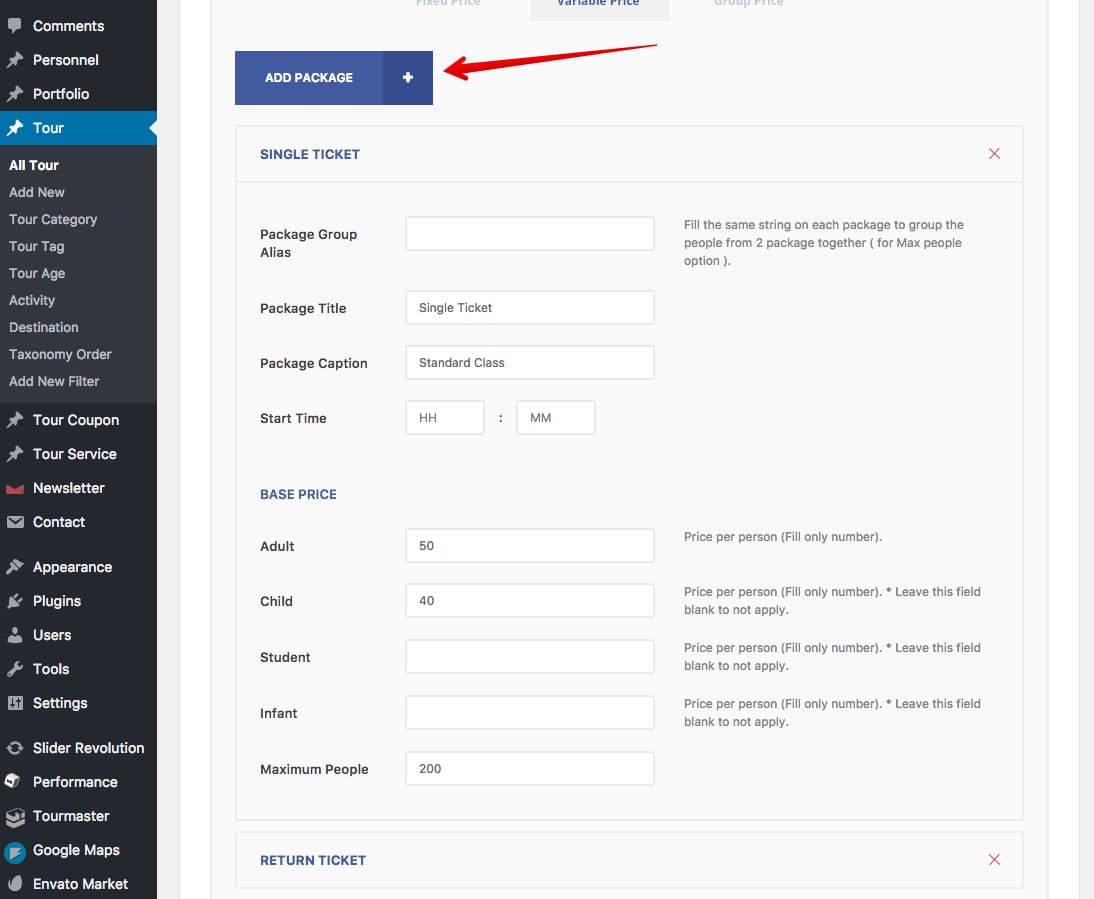 Comments
Personnel
Portfolio
Tour
All Tour
Add New
Tour Category
Tour Tag
Tour Age
Activity
Destination
Taxonomy Order
Add New Filter
Tour Coupon
Tour Service
Newsletter
Contact
Appearance
Plugins
Users
Tools
Settings
Slider Revolution
Performance
Tourmaster
Google Maps
Envato Market
Fixed Price
Variable Price
Group Price
ADD PACKAGE +
SINGLE TICKET
Package Group
Alias
Fill the same string on each package to group the
people from 2 package together ( for Max people
option ).
Package Title
Single Ticket
Package Caption
Standard Class
Start Time
HH : MM
BASE PRICE
Adult
50
Price per person (Fill only number).
Child
40
Price per person (Fill only number). * Leave this field
blank to not apply.
Student
Price per person (Fill only number). * Leave this field
blank to not apply.
Infant
Price per person (Fill only number). * Leave this field
blank to not apply.
Maximum People
200
RETURN TICKET